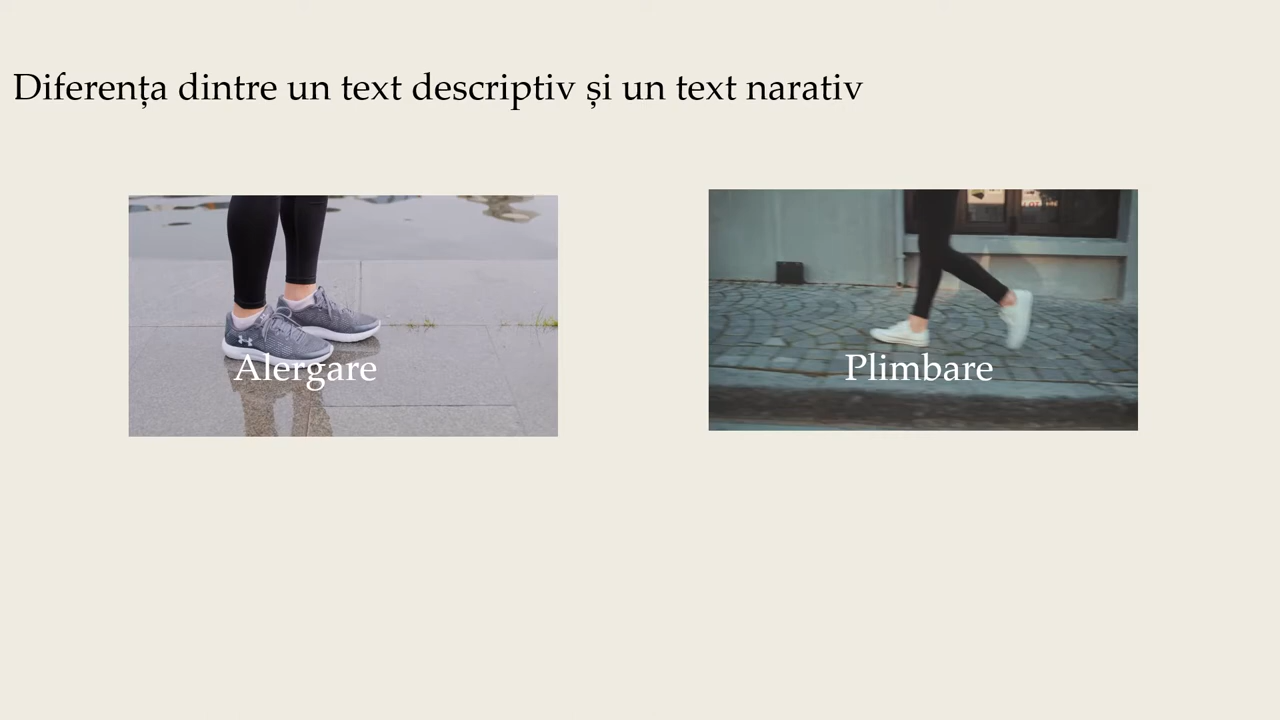 Diferența dintre un text descriptiv și un text narativ
Alergare
Plimbare